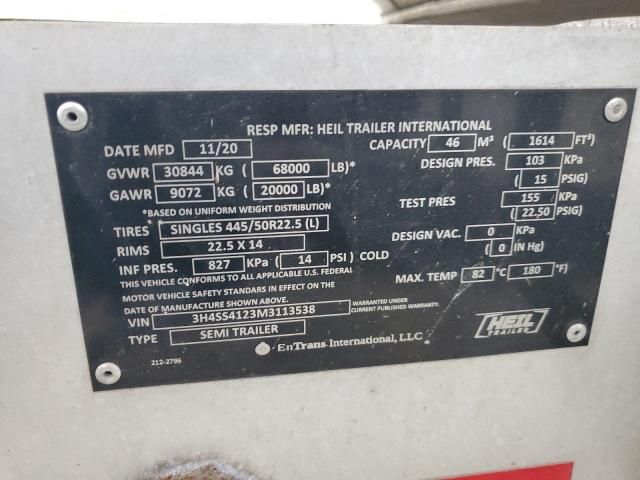 RESP MFR: HEIL TRAILER INTERNATIONAL
DATE MFD 11/20
CAPACITY 46 M³ ( 1614 FT³)
GVWR 30844 KG ( 68000 LB)*
DESIGN PRES. 103 KPa
( 15 PSIG)
GAWR 9072 KG ( 20000 LB)*
*BASED ON UNIFORM WEIGHT DISTRIBUTION
TEST PRES 155 KPa
( 22.50 PSIG)
TIRES SINGLES 445/50R22.5 (L)
RIMS 22.5 X 14
DESIGN VAC. 0 KPa
( 0 IN Hg)
INF PRES. 827 KPa ( 14 PSI ) COLD
MAX. TEMP 82 °C ( 180 °F)
THIS VEHICLE CONFORMS TO ALL APPLICABLE U.S. FEDERAL
MOTOR VEHICLE SAFETY STANDARDS IN EFFECT ON THE
DATE OF MANUFACTURE SHOWN ABOVE.
WARRANTED UNDER
CURRENT PUBLISHED WARRANTY.
VIN 3H4SS4123M3113538
TYPE SEMI TRAILER
EnTrans International, LLC
HEIL
TRAILER
212-2796